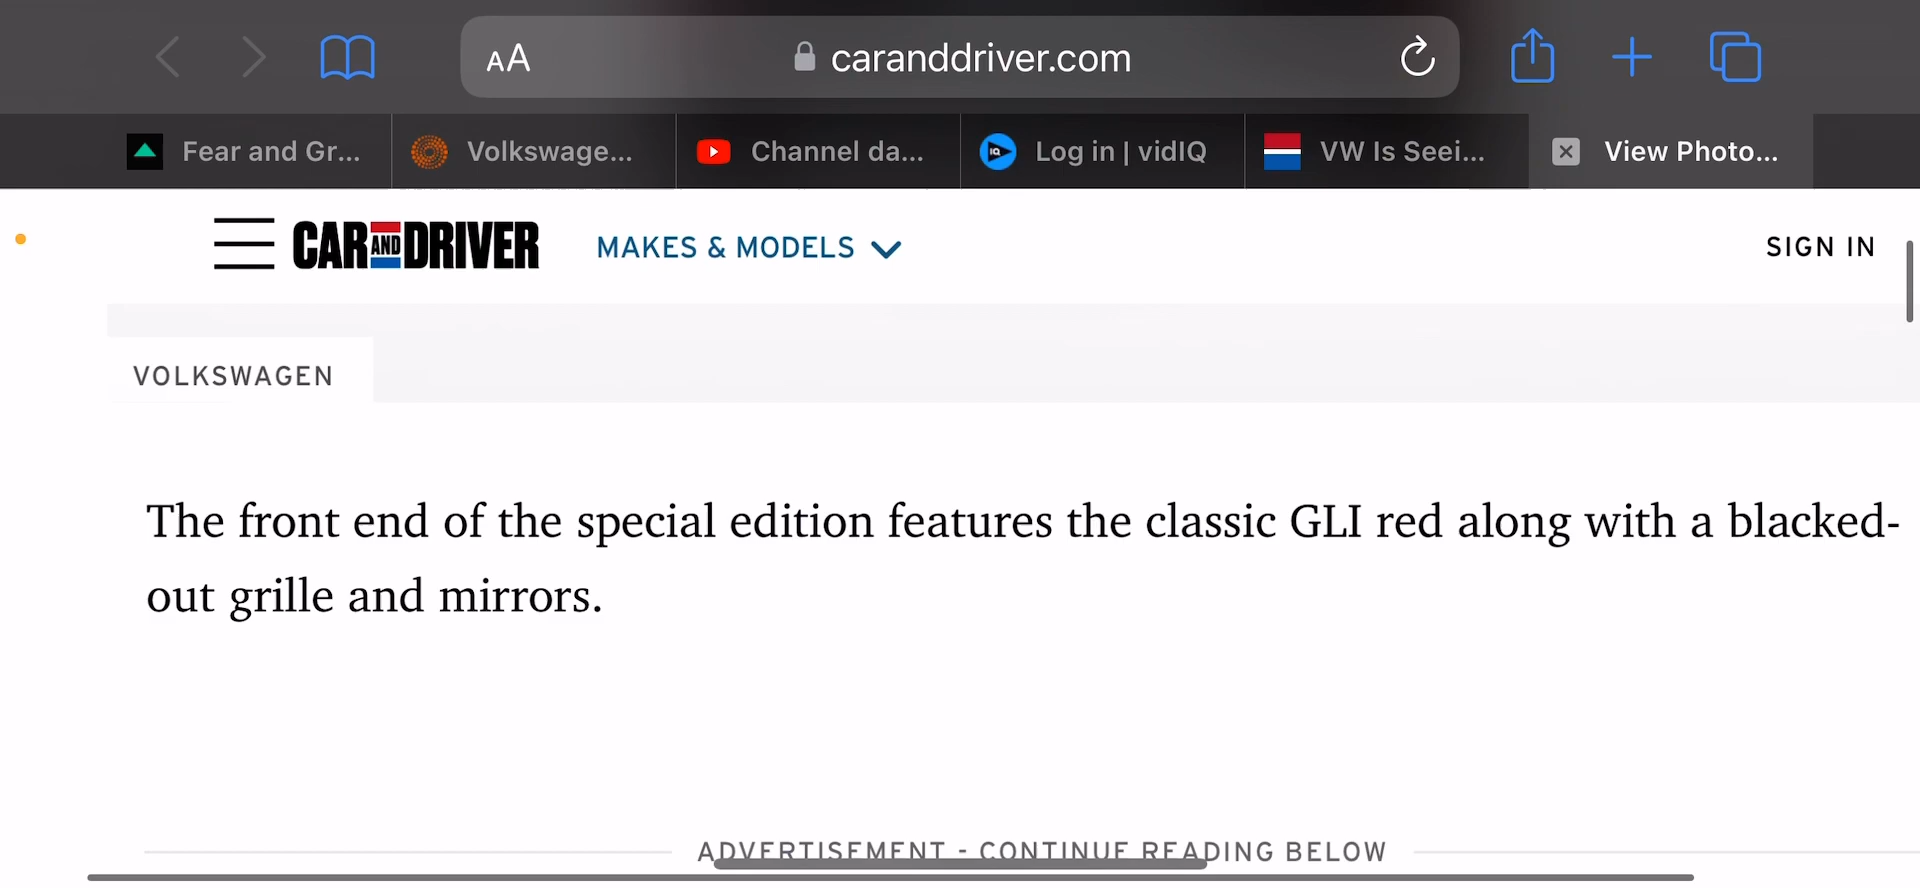 AA caranddriver.com
Fear and Gr... Volkswage... Channel da... Log in | vidIQ VW Is Seei... View Photo...
CAR AND DRIVER MAKES & MODELS SIGN IN
VOLKSWAGEN
The front end of the special edition features the classic GLI red along with a blacked-
out grille and mirrors.
ADVERTISEMENT - CONTINUE READING BELOW